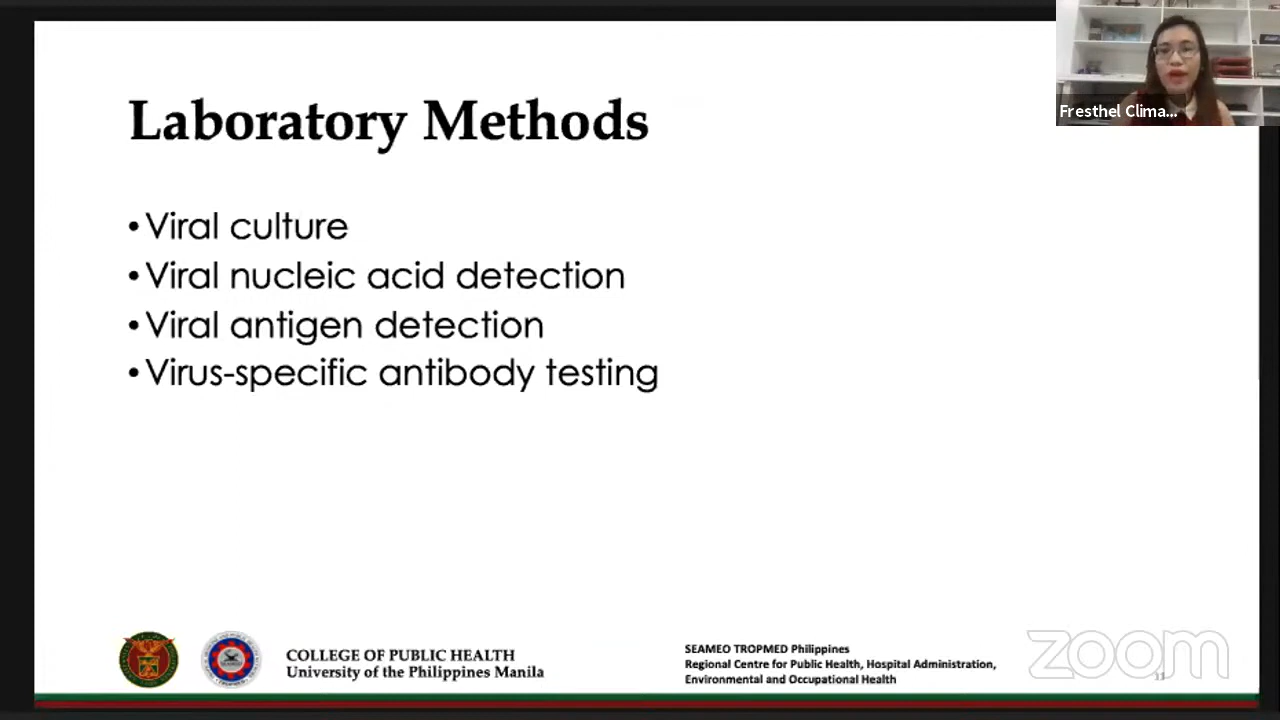 Laboratory Methods
Fresthel Clima...
•Viral culture
•Viral nucleic acid detection
•Viral antigen detection
•Virus-specific antibody testing
COLLEGE OF PUBLIC HEALTH
University of the Philippines Manila
SEAMEO TROPMED Philippines
Regional Centre for Public Health, Hospital Administration,
Environmental and Occupational Health
zoom